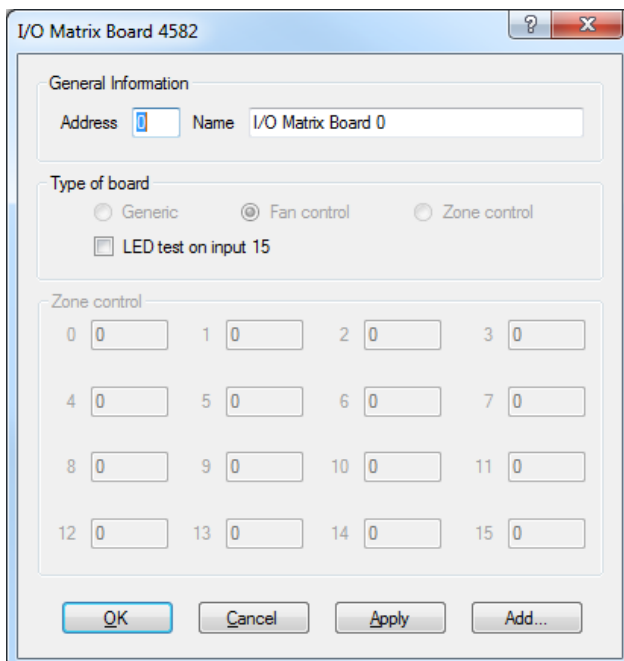 I/O Matrix Board 4582
General Information
Address 0 Name I/O Matrix Board 0
Type of board
Generic Fan control Zone control
LED test on input 15
Zone control
0 0 1 0 2 0 3 0
4 0 5 0 6 0 7 0
8 0 9 0 10 0 11 0
12 0 13 0 14 0 15 0
OK Cancel Apply Add...